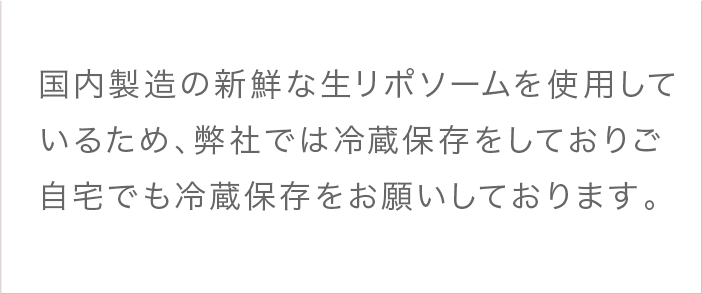 国内製造の新鮮な生リポソームを使用して
いるため、弊社では冷蔵保存をしておりご
自宅でも冷蔵保存をお願いしております。